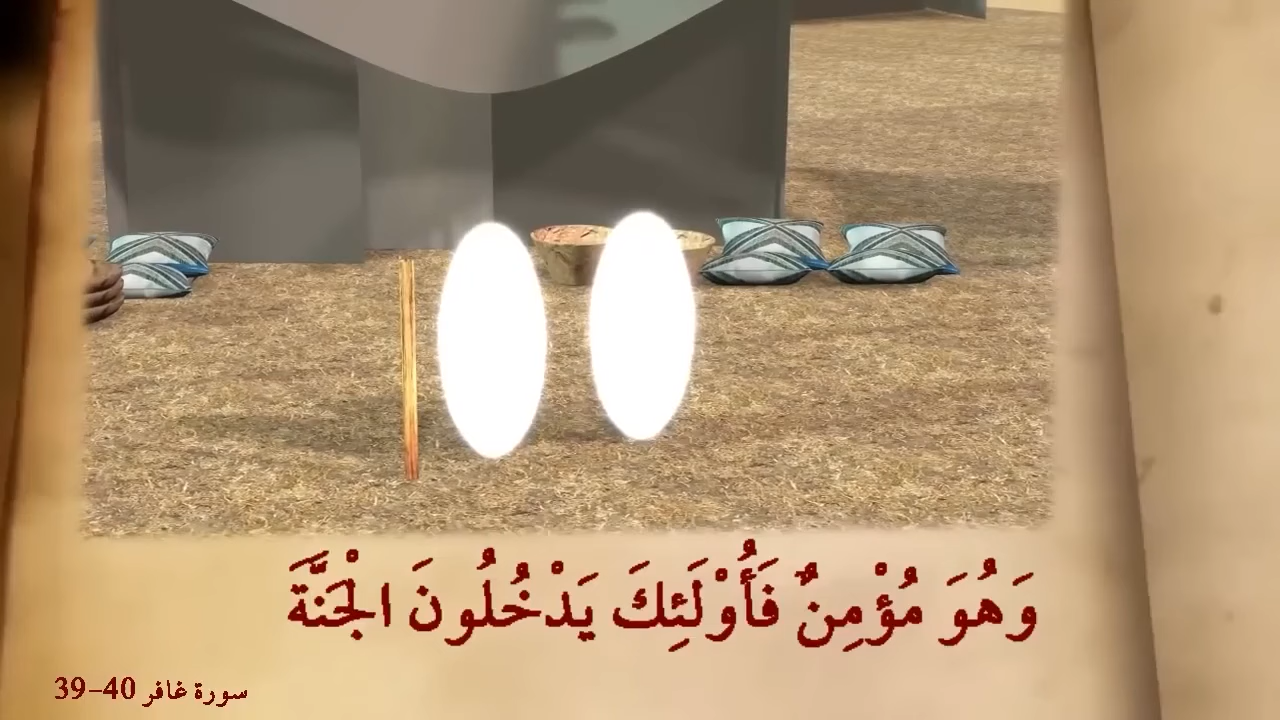 وَهُوَ مُؤْمِنٌ فَأُوْلَئِكَ يَدْخُلُونَ الْجَنَّةَ
سورة غافر 40–39